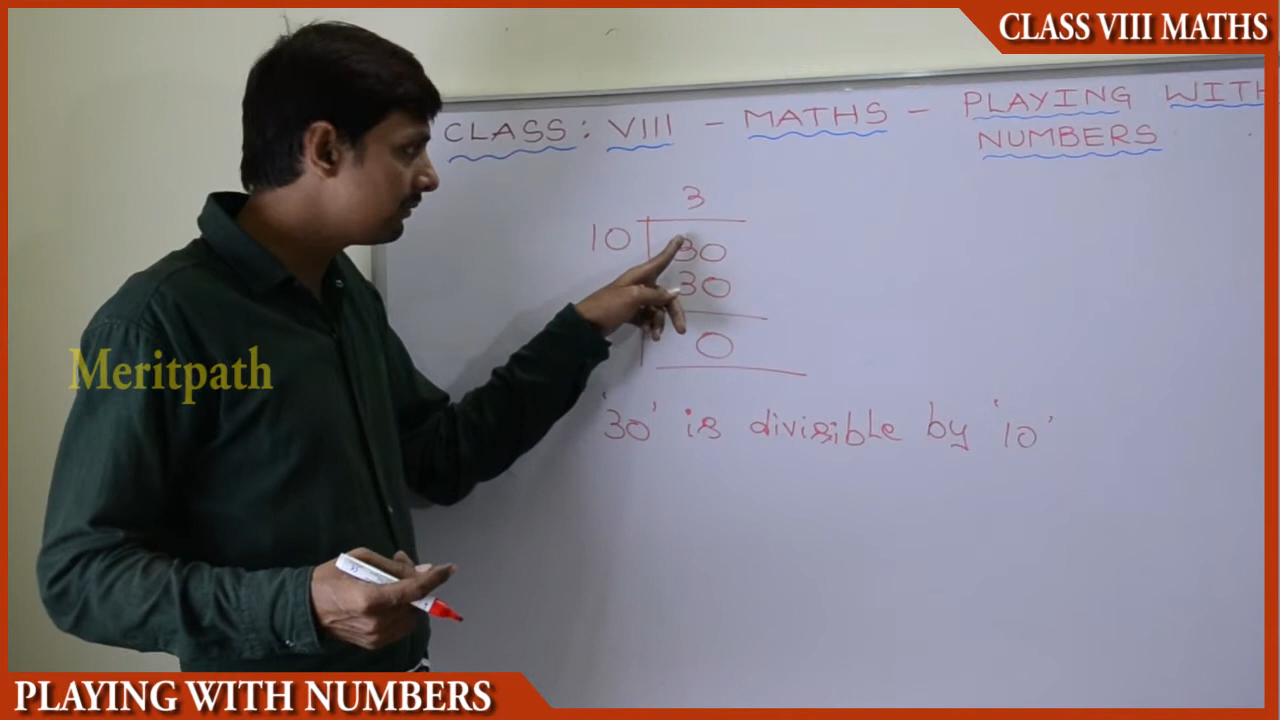 CLASS VIII MATHS
CLASS: VIII - MATHS - PLAYING WITH
NUMBERS
3
10 30
30
0
'30' is divisible by '10'
Meritpath
PLAYING WITH NUMBERS